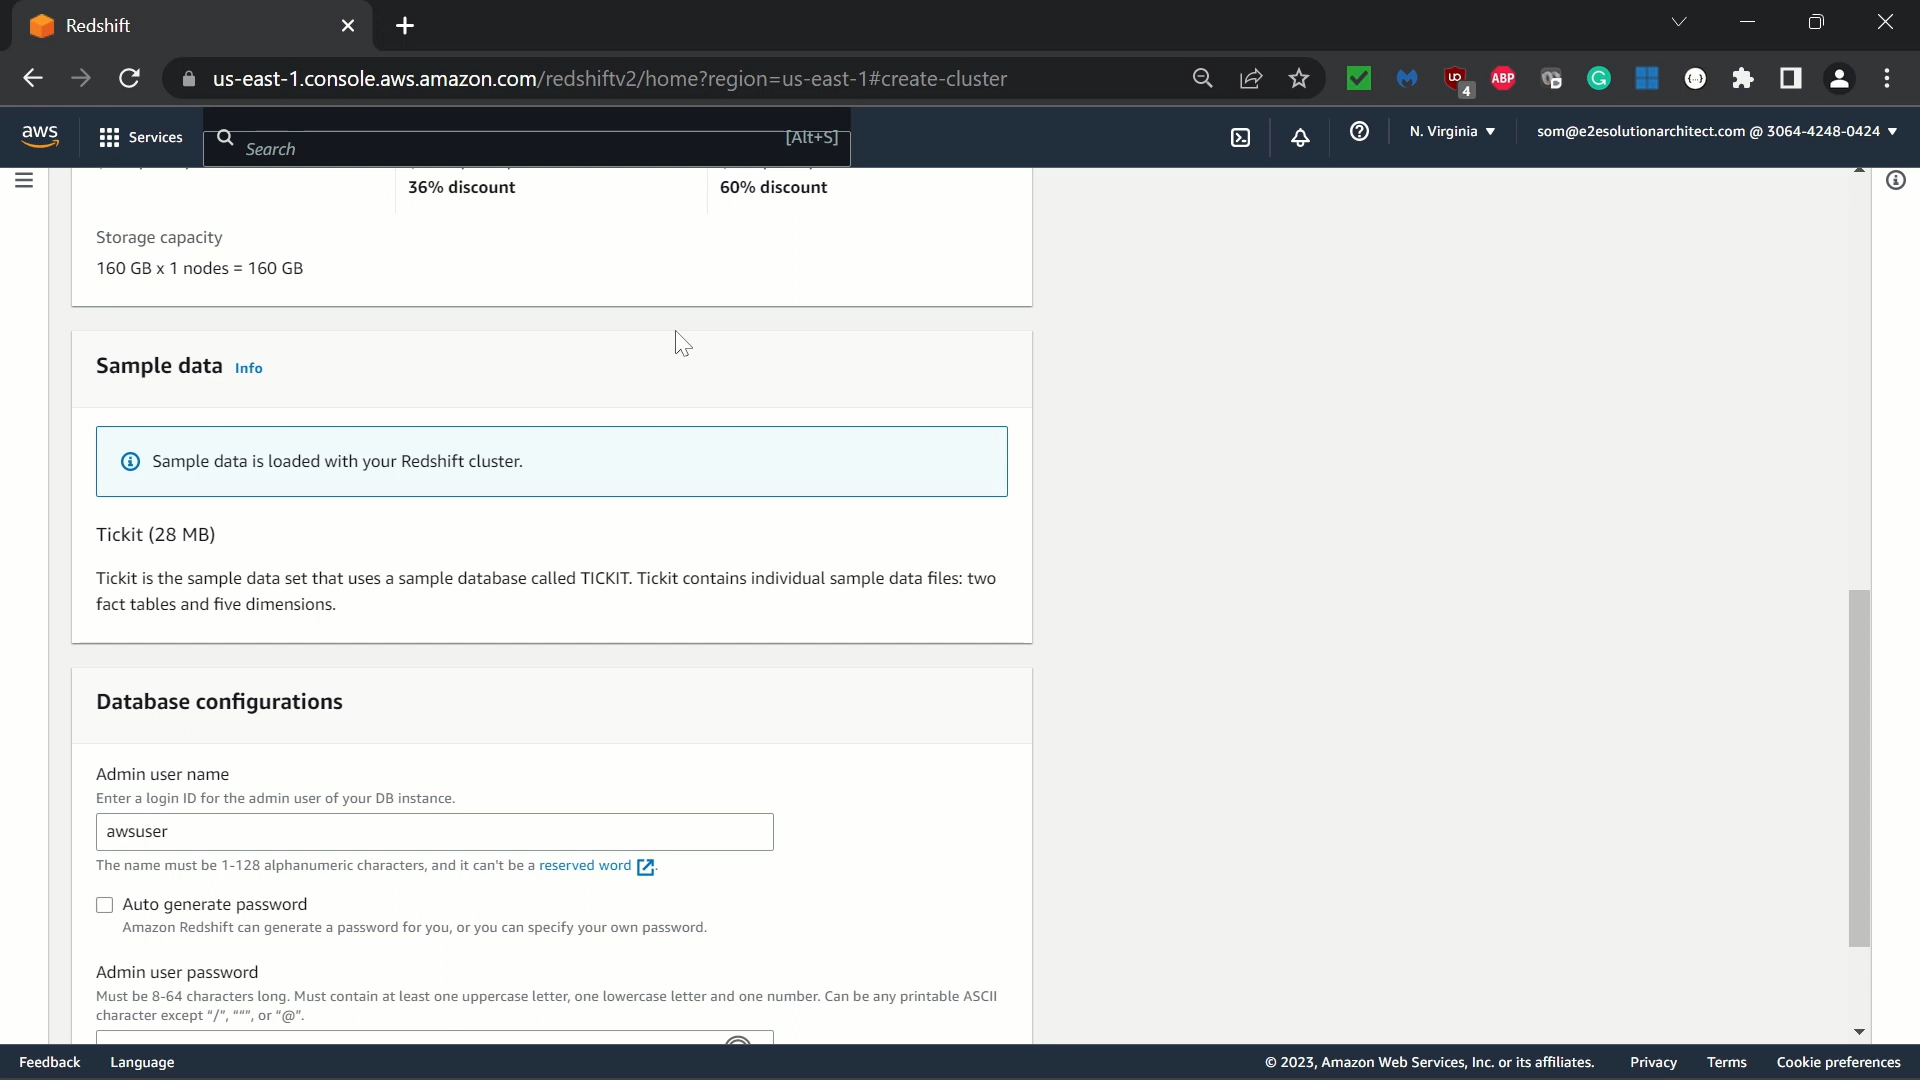 Redshift
us-east-1.console.aws.amazon.com/redshiftv2/home?region=us-east-1#create-cluster
4
ABP
aws
Services
Search
[Alt+S]
N. Virginia
som@e2esolutionarchitect.com @ 3064-4248-0424
36% discount
60% discount
Storage capacity
160 GB x 1 nodes = 160 GB
Sample data Info
Sample data is loaded with your Redshift cluster.
Tickit (28 MB)
Tickit is the sample data set that uses a sample database called TICKIT. Tickit contains individual sample data files: two
fact tables and five dimensions.
Database configurations
Admin user name
Enter a login ID for the admin user of your DB instance.
awsuser
The name must be 1-128 alphanumeric characters, and it can't be a reserved word.
Auto generate password
Amazon Redshift can generate a password for you, or you can specify your own password.
Admin user password
Must be 8-64 characters long. Must contain at least one uppercase letter, one lowercase letter and one number. Can be any printable ASCII
character except "/", """, or "@".
Feedback
Language
© 2023, Amazon Web Services, Inc. or its affiliates.
Privacy
Terms
Cookie preferences